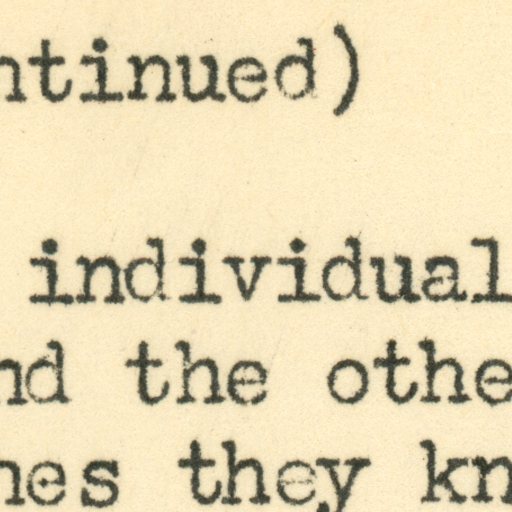 ntinued)
individual
nd the othe
nes they kn